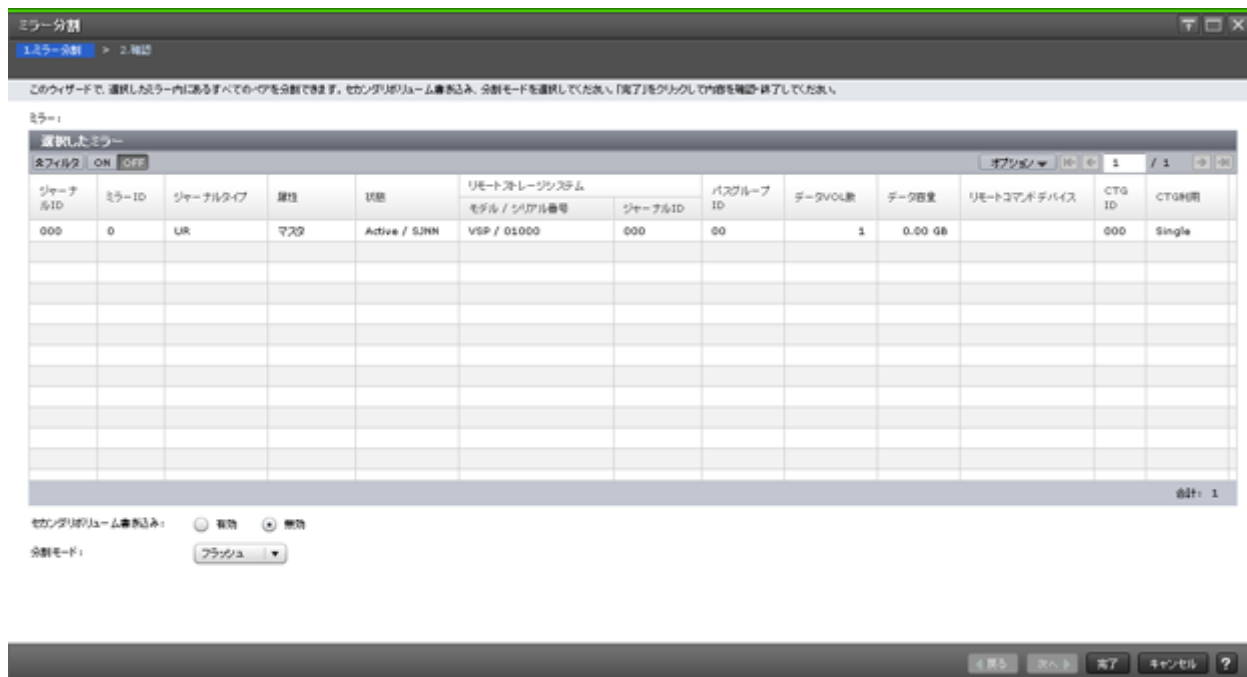 ミラー分割
1.ミラー分割 > 2.確認
このウィザードで、選択したミラー内にあるすべてのペアを分割できます。セカンダリボリューム書き込み、分割モードを選択してください。「完了」をクリックして内容を確認・終了してください。
ミラー:
選択したミラー
全フィルタ ON OFF オプション 1 / 1
ジャーナルID ミラーID ジャーナルタイプ 属性 状態 リモートストレージシステム パスグループID データVOL数 データ容量 リモートコマンドデバイス CTG ID CTG利用
モデル / シリアル番号 ジャーナルID
000 0 UR マスタ Active / SJNN VSP / 01000 000 00 1 0.00 GB 000 Single
合計: 1
セカンダリボリューム書き込み: 有効 無効
分割モード: フラッシュ
戻る 次へ 完了 キャンセル ?